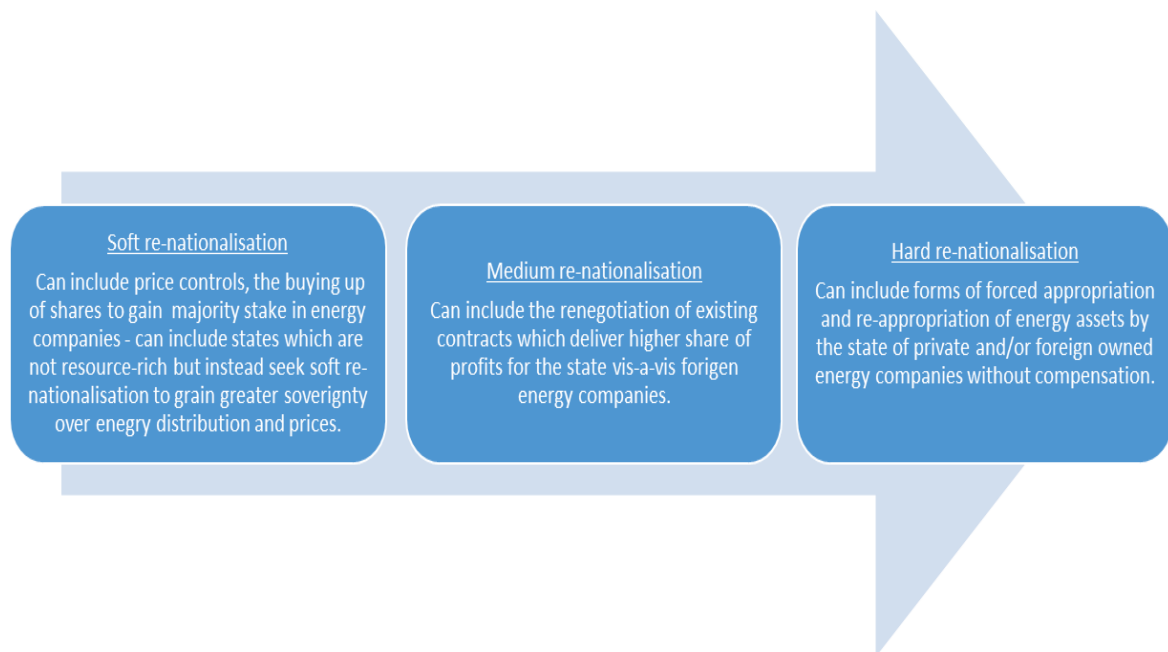 Soft re-nationalisation
Can include price controls, the buying up
of shares to gain majority stake in energy
companies - can include states which are
not resource-rich but instead seek soft re-
nationalisation to grain greater soverignty
over enegry distribution and prices.
Medium re-nationalisation
Can include the renegotiation of existing
contracts which deliver higher share of
profits for the state vis-a-vis forigen
energy companies.
Hard re-nationalisation
Can include forms of forced appropriation
and re-appropriation of energy assets by
the state of private and/or foreign owned
energy companies without compensation.